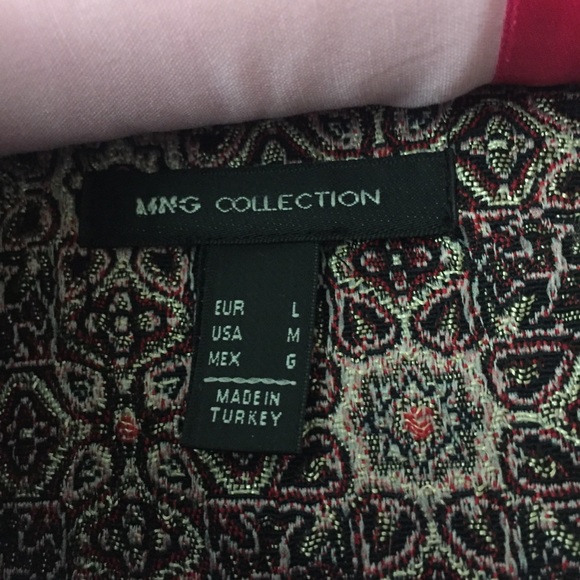 MNG COLLECTION
EUR L
USA M
MEX G
MADE IN
TURKEY